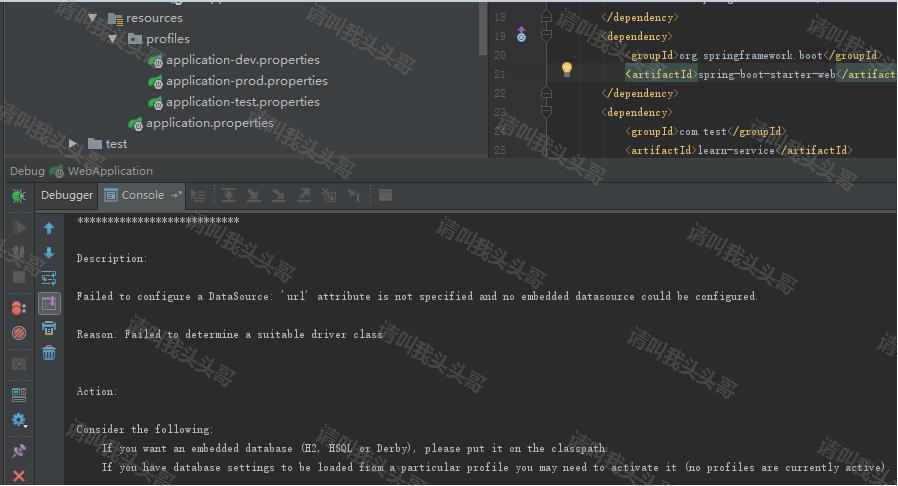 resources
profiles
application-dev.properties
application-prod.properties
application-test.properties
application.properties
test
18 </dependency>
19 <dependency>
20 <groupId>org.springframework.boot</groupId>
21 <artifactId>spring-boot-starter-web</artifact
22 </dependency>
23 <dependency>
24 <groupId>com.test</groupId>
25 <artifactId>learn-service</artifactId>
Debug WebApplication
Debugger Console
****************************
Description:
Failed to configure a DataSource: 'url' attribute is not specified and no embedded datasource could be configured.
Reason: Failed to determine a suitable driver class
Action:
Consider the following:
If you want an embedded database (H2, HSQL or Derby), please put it on the classpath.
If you have database settings to be loaded from a particular profile you may need to activate it (no profiles are currently active).
请叫我头头哥